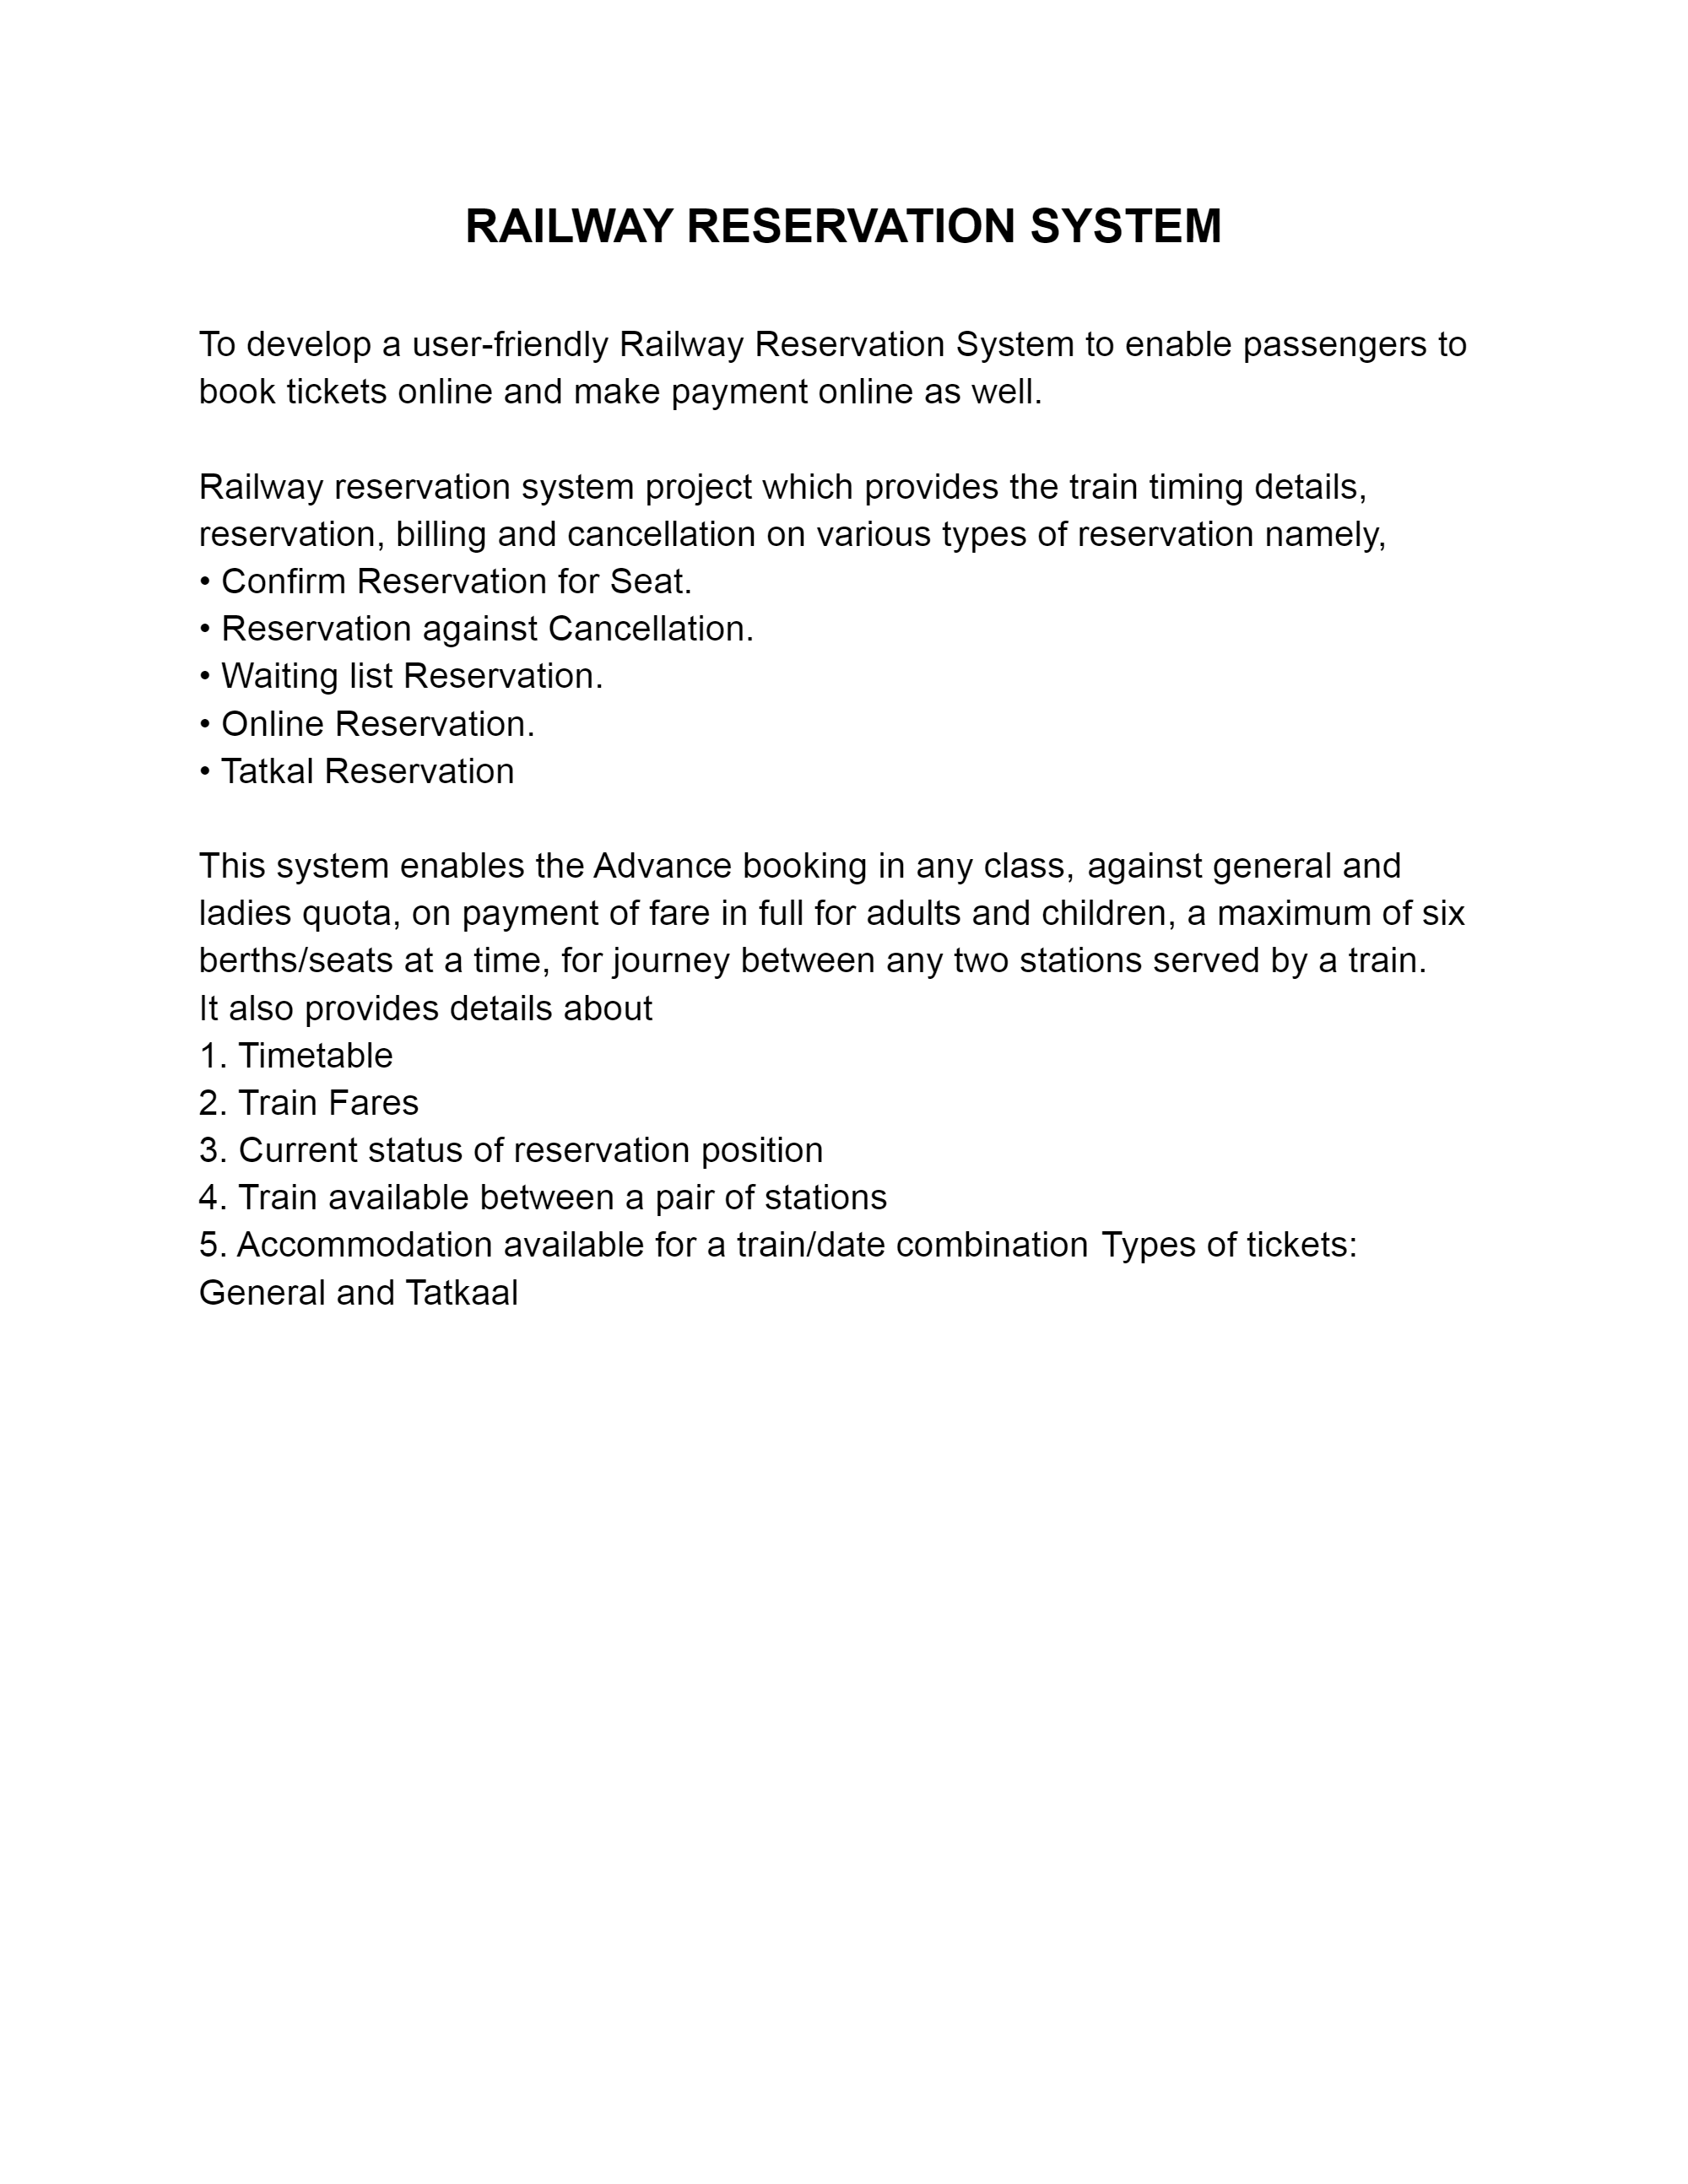 RAILWAY RESERVATION SYSTEM
To develop a user-friendly Railway Reservation System to enable passengers to
book tickets online and make payment online as well.
Railway reservation system project which provides the train timing details,
reservation, billing and cancellation on various types of reservation namely,
• Confirm Reservation for Seat.
• Reservation against Cancellation.
• Waiting list Reservation.
• Online Reservation.
• Tatkal Reservation
This system enables the Advance booking in any class, against general and
ladies quota, on payment of fare in full for adults and children, a maximum of six
berths/seats at a time, for journey between any two stations served by a train.
It also provides details about
1. Timetable
2. Train Fares
3. Current status of reservation position
4. Train available between a pair of stations
5. Accommodation available for a train/date combination Types of tickets:
General and Tatkaal